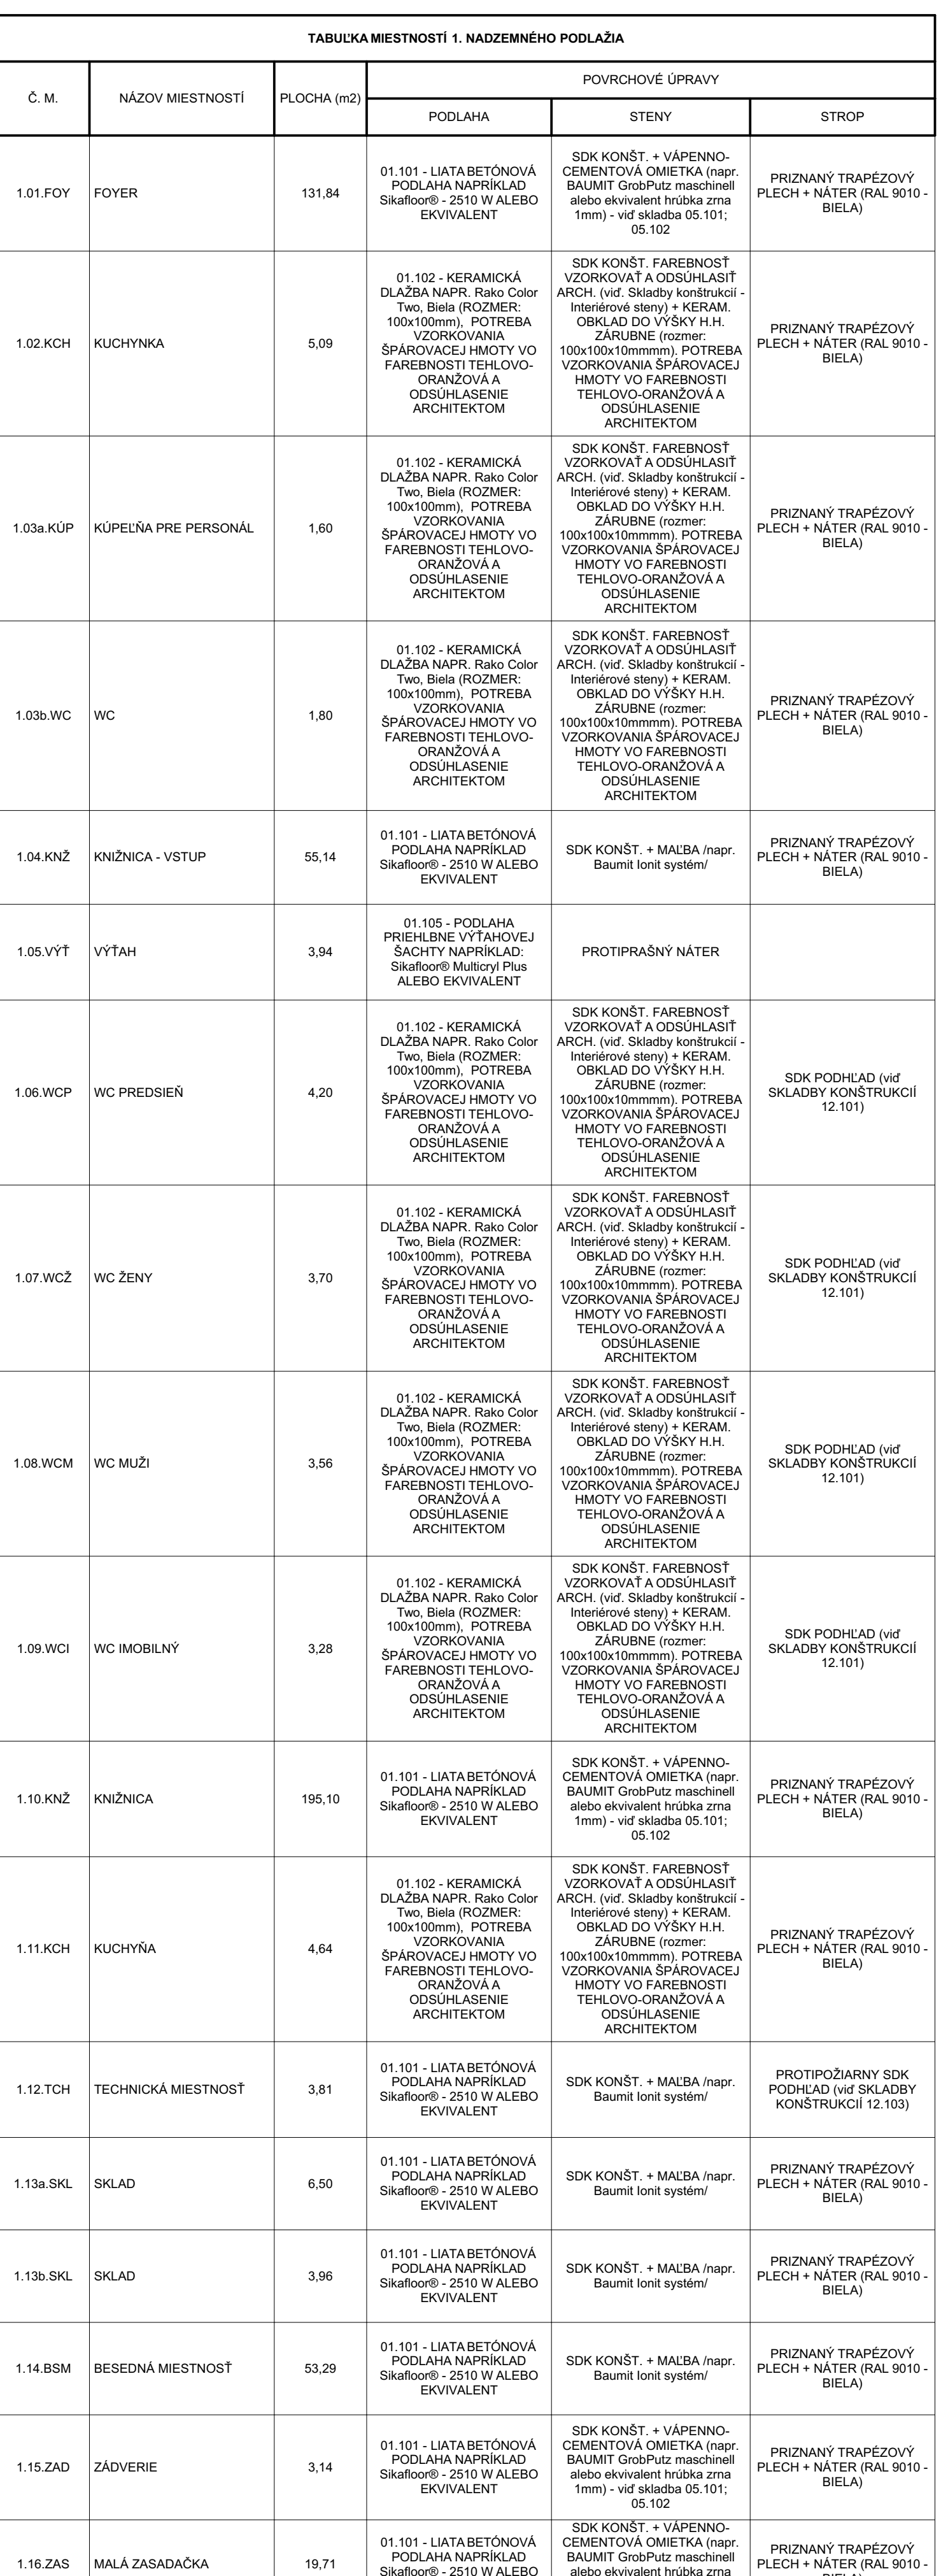 TABUĽKA MIESTNOSTÍ 1. NADZEMNÉHO PODLAŽIA
Č. M.
NÁZOV MIESTNOSTÍ
PLOCHA (m2)
POVRCHOVÉ ÚPRAVY
PODLAHA
STENY
STROP
1.01.FOY
FOYER
131,84
01.101 - LIATA BETÓNOVÁ
PODLAHA NAPRÍKLAD
Sikafloor® - 2510 W ALEBO
EKVIVALENT
SDK KONŠT. + VÁPENNO-
CEMENTOVÁ OMIETKA (napr.
BAUMIT GrobPutz maschinell
alebo ekvivalent hrúbka zrna
1mm) - viď skladba 05.101;
05.102
PRIZNANÝ TRAPÉZOVÝ
PLECH + NÁTER (RAL 9010 -
BIELA)
1.02.KCH
KUCHYNKA
5,09
01.102 - KERAMICKÁ
DLAŽBA NAPR. Rako Color
Two, Biela (ROZMER:
100x100mm), POTREBA
VZORKOVANIA
ŠPÁROVACEJ HMOTY VO
FAREBNOSTI TEHLOVO-
ORANŽOVÁ A
ODSÚHLASENIE
ARCHITEKTOM
SDK KONŠT. FAREBNOSŤ
VZORKOVAŤ A ODSÚHLASIŤ
ARCH. (viď. Skladby konštrukcií -
Interiérové steny) + KERAM.
OBKLAD DO VÝŠKY H.H.
ZÁRUBNE (rozmer:
100x100x10mmmm). POTREBA
VZORKOVANIA ŠPÁROVACEJ
HMOTY VO FAREBNOSTI
TEHLOVO-ORANŽOVÁ A
ODSÚHLASENIE
ARCHITEKTOM
PRIZNANÝ TRAPÉZOVÝ
PLECH + NÁTER (RAL 9010 -
BIELA)
1.03a.KÚP
KÚPEĽŇA PRE PERSONÁL
1,60
01.102 - KERAMICKÁ
DLAŽBA NAPR. Rako Color
Two, Biela (ROZMER:
100x100mm), POTREBA
VZORKOVANIA
ŠPÁROVACEJ HMOTY VO
FAREBNOSTI TEHLOVO-
ORANŽOVÁ A
ODSÚHLASENIE
ARCHITEKTOM
SDK KONŠT. FAREBNOSŤ
VZORKOVAŤ A ODSÚHLASIŤ
ARCH. (viď. Skladby konštrukcií -
Interiérové steny) + KERAM.
OBKLAD DO VÝŠKY H.H.
ZÁRUBNE (rozmer:
100x100x10mmmm). POTREBA
VZORKOVANIA ŠPÁROVACEJ
HMOTY VO FAREBNOSTI
TEHLOVO-ORANŽOVÁ A
ODSÚHLASENIE
ARCHITEKTOM
PRIZNANÝ TRAPÉZOVÝ
PLECH + NÁTER (RAL 9010 -
BIELA)
1.03b.WC
WC
1,80
01.102 - KERAMICKÁ
DLAŽBA NAPR. Rako Color
Two, Biela (ROZMER:
100x100mm), POTREBA
VZORKOVANIA
ŠPÁROVACEJ HMOTY VO
FAREBNOSTI TEHLOVO-
ORANŽOVÁ A
ODSÚHLASENIE
ARCHITEKTOM
SDK KONŠT. FAREBNOSŤ
VZORKOVAŤ A ODSÚHLASIŤ
ARCH. (viď. Skladby konštrukcií -
Interiérové steny) + KERAM.
OBKLAD DO VÝŠKY H.H.
ZÁRUBNE (rozmer:
100x100x10mmmm). POTREBA
VZORKOVANIA ŠPÁROVACEJ
HMOTY VO FAREBNOSTI
TEHLOVO-ORANŽOVÁ A
ODSÚHLASENIE
ARCHITEKTOM
PRIZNANÝ TRAPÉZOVÝ
PLECH + NÁTER (RAL 9010 -
BIELA)
1.04.KNŽ
KNIŽNICA - VSTUP
55,14
01.101 - LIATA BETÓNOVÁ
PODLAHA NAPRÍKLAD
Sikafloor® - 2510 W ALEBO
EKVIVALENT
SDK KONŠT. + MAĽBA /napr.
Baumit Ionit systém/
PRIZNANÝ TRAPÉZOVÝ
PLECH + NÁTER (RAL 9010 -
BIELA)
1.05.VÝŤ
VÝŤAH
3,94
01.105 - PODLAHA
PRIEHLBNE VÝŤAHOVEJ
ŠACHTY NAPRÍKLAD:
Sikafloor® Multicryl Plus
ALEBO EKVIVALENT
PROTIPRAŠNÝ NÁTER
1.06.WCP
WC PREDSIEŇ
4,20
01.102 - KERAMICKÁ
DLAŽBA NAPR. Rako Color
Two, Biela (ROZMER:
100x100mm), POTREBA
VZORKOVANIA
ŠPÁROVACEJ HMOTY VO
FAREBNOSTI TEHLOVO-
ORANŽOVÁ A
ODSÚHLASENIE
ARCHITEKTOM
SDK KONŠT. FAREBNOSŤ
VZORKOVAŤ A ODSÚHLASIŤ
ARCH. (viď. Skladby konštrukcií -
Interiérové steny) + KERAM.
OBKLAD DO VÝŠKY H.H.
ZÁRUBNE (rozmer:
100x100x10mmmm). POTREBA
VZORKOVANIA ŠPÁROVACEJ
HMOTY VO FAREBNOSTI
TEHLOVO-ORANŽOVÁ A
ODSÚHLASENIE
ARCHITEKTOM
SDK PODHĽAD (viď
SKLADBY KONŠTRUKCIÍ
12.101)
1.07.WCŽ
WC ŽENY
3,70
01.102 - KERAMICKÁ
DLAŽBA NAPR. Rako Color
Two, Biela (ROZMER:
100x100mm), POTREBA
VZORKOVANIA
ŠPÁROVACEJ HMOTY VO
FAREBNOSTI TEHLOVO-
ORANŽOVÁ A
ODSÚHLASENIE
ARCHITEKTOM
SDK KONŠT. FAREBNOSŤ
VZORKOVAŤ A ODSÚHLASIŤ
ARCH. (viď. Skladby konštrukcií -
Interiérové steny) + KERAM.
OBKLAD DO VÝŠKY H.H.
ZÁRUBNE (rozmer:
100x100x10mmmm). POTREBA
VZORKOVANIA ŠPÁROVACEJ
HMOTY VO FAREBNOSTI
TEHLOVO-ORANŽOVÁ A
ODSÚHLASENIE
ARCHITEKTOM
SDK PODHĽAD (viď
SKLADBY KONŠTRUKCIÍ
12.101)
1.08.WCM
WC MUŽI
3,56
01.102 - KERAMICKÁ
DLAŽBA NAPR. Rako Color
Two, Biela (ROZMER:
100x100mm), POTREBA
VZORKOVANIA
ŠPÁROVACEJ HMOTY VO
FAREBNOSTI TEHLOVO-
ORANŽOVÁ A
ODSÚHLASENIE
ARCHITEKTOM
SDK KONŠT. FAREBNOSŤ
VZORKOVAŤ A ODSÚHLASIŤ
ARCH. (viď. Skladby konštrukcií -
Interiérové steny) + KERAM.
OBKLAD DO VÝŠKY H.H.
ZÁRUBNE (rozmer:
100x100x10mmmm). POTREBA
VZORKOVANIA ŠPÁROVACEJ
HMOTY VO FAREBNOSTI
TEHLOVO-ORANŽOVÁ A
ODSÚHLASENIE
ARCHITEKTOM
SDK PODHĽAD (viď
SKLADBY KONŠTRUKCIÍ
12.101)
1.09.WCI
WC IMOBILNÝ
3,28
01.102 - KERAMICKÁ
DLAŽBA NAPR. Rako Color
Two, Biela (ROZMER:
100x100mm), POTREBA
VZORKOVANIA
ŠPÁROVACEJ HMOTY VO
FAREBNOSTI TEHLOVO-
ORANŽOVÁ A
ODSÚHLASENIE
ARCHITEKTOM
SDK KONŠT. FAREBNOSŤ
VZORKOVAŤ A ODSÚHLASIŤ
ARCH. (viď. Skladby konštrukcií -
Interiérové steny) + KERAM.
OBKLAD DO VÝŠKY H.H.
ZÁRUBNE (rozmer:
100x100x10mmmm). POTREBA
VZORKOVANIA ŠPÁROVACEJ
HMOTY VO FAREBNOSTI
TEHLOVO-ORANŽOVÁ A
ODSÚHLASENIE
ARCHITEKTOM
SDK PODHĽAD (viď
SKLADBY KONŠTRUKCIÍ
12.101)
1.10.KNŽ
KNIŽNICA
195,10
01.101 - LIATA BETÓNOVÁ
PODLAHA NAPRÍKLAD
Sikafloor® - 2510 W ALEBO
EKVIVALENT
SDK KONŠT. + VÁPENNO-
CEMENTOVÁ OMIETKA (napr.
BAUMIT GrobPutz maschinell
alebo ekvivalent hrúbka zrna
1mm) - viď skladba 05.101;
05.102
PRIZNANÝ TRAPÉZOVÝ
PLECH + NÁTER (RAL 9010 -
BIELA)
1.11.KCH
KUCHYŇA
4,64
01.102 - KERAMICKÁ
DLAŽBA NAPR. Rako Color
Two, Biela (ROZMER:
100x100mm), POTREBA
VZORKOVANIA
ŠPÁROVACEJ HMOTY VO
FAREBNOSTI TEHLOVO-
ORANŽOVÁ A
ODSÚHLASENIE
ARCHITEKTOM
SDK KONŠT. FAREBNOSŤ
VZORKOVAŤ A ODSÚHLASIŤ
ARCH. (viď. Skladby konštrukcií -
Interiérové steny) + KERAM.
OBKLAD DO VÝŠKY H.H.
ZÁRUBNE (rozmer:
100x100x10mmmm). POTREBA
VZORKOVANIA ŠPÁROVACEJ
HMOTY VO FAREBNOSTI
TEHLOVO-ORANŽOVÁ A
ODSÚHLASENIE
ARCHITEKTOM
PRIZNANÝ TRAPÉZOVÝ
PLECH + NÁTER (RAL 9010 -
BIELA)
1.12.TCH
TECHNICKÁ MIESTNOSŤ
3,81
01.101 - LIATA BETÓNOVÁ
PODLAHA NAPRÍKLAD
Sikafloor® - 2510 W ALEBO
EKVIVALENT
SDK KONŠT. + MAĽBA /napr.
Baumit Ionit systém/
PROTIPOŽIARNY SDK
PODHĽAD (viď SKLADBY
KONŠTRUKCIÍ 12.103)
1.13a.SKL
SKLAD
6,50
01.101 - LIATA BETÓNOVÁ
PODLAHA NAPRÍKLAD
Sikafloor® - 2510 W ALEBO
EKVIVALENT
SDK KONŠT. + MAĽBA /napr.
Baumit Ionit systém/
PRIZNANÝ TRAPÉZOVÝ
PLECH + NÁTER (RAL 9010 -
BIELA)
1.13b.SKL
SKLAD
3,96
01.101 - LIATA BETÓNOVÁ
PODLAHA NAPRÍKLAD
Sikafloor® - 2510 W ALEBO
EKVIVALENT
SDK KONŠT. + MAĽBA /napr.
Baumit Ionit systém/
PRIZNANÝ TRAPÉZOVÝ
PLECH + NÁTER (RAL 9010 -
BIELA)
1.14.BSM
BESEDNÁ MIESTNOSŤ
53,29
01.101 - LIATA BETÓNOVÁ
PODLAHA NAPRÍKLAD
Sikafloor® - 2510 W ALEBO
EKVIVALENT
SDK KONŠT. + MAĽBA /napr.
Baumit Ionit systém/
PRIZNANÝ TRAPÉZOVÝ
PLECH + NÁTER (RAL 9010 -
BIELA)
1.15.ZAD
ZÁDVERIE
3,14
01.101 - LIATA BETÓNOVÁ
PODLAHA NAPRÍKLAD
Sikafloor® - 2510 W ALEBO
EKVIVALENT
SDK KONŠT. + VÁPENNO-
CEMENTOVÁ OMIETKA (napr.
BAUMIT GrobPutz maschinell
alebo ekvivalent hrúbka zrna
1mm) - viď skladba 05.101;
05.102
PRIZNANÝ TRAPÉZOVÝ
PLECH + NÁTER (RAL 9010 -
BIELA)
1.16.ZAS
MALÁ ZASADAČKA
19,71
01.101 - LIATA BETÓNOVÁ
PODLAHA NAPRÍKLAD
Sikafloor® - 2510 W ALEBO
SDK KONŠT. + VÁPENNO-
CEMENTOVÁ OMIETKA (napr.
BAUMIT GrobPutz maschinell
alebo ekvivalent hrúbka zrna
PRIZNANÝ TRAPÉZOVÝ
PLECH + NÁTER (RAL 9010 -